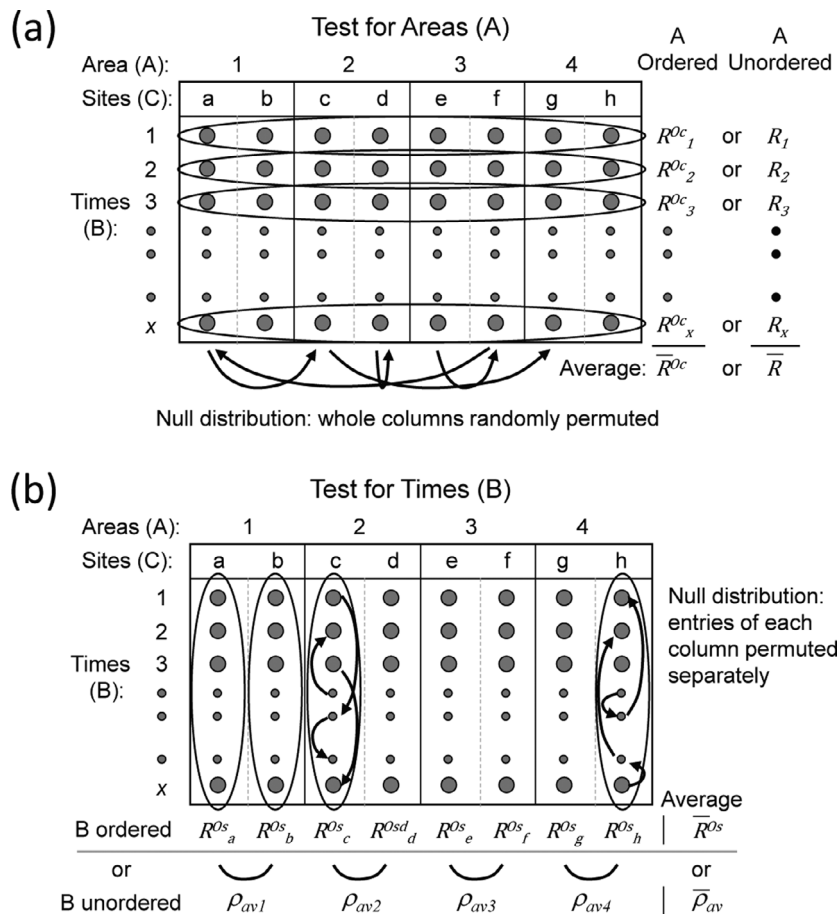 (a)
Test for Areas (A)
A Ordered A Unordered
Area (A): 1 2 3 4
Sites (C): a b c d e f g h
1 R^Oc_1 or R_1
2 R^Oc_2 or R_2
Times (B): 3 R^Oc_3 or R_3
x R^Oc_x or R_x
Average: R̅^Oc or R̅
Null distribution: whole columns randomly permuted
(b)
Test for Times (B)
Areas (A): 1 2 3 4
Sites (C): a b c d e f g h
1
2
Times (B): 3
x
Null distribution:
entries of each
column permuted
separately
Average
B ordered R^Os_a R^Os_b R^Os_c R^Osd_d R^Os_e R^Os_f R^Os_g R^Os_h | R̅^Os
or or
B unordered ρ_av1 ρ_av2 ρ_av3 ρ_av4 | ρ̅_av